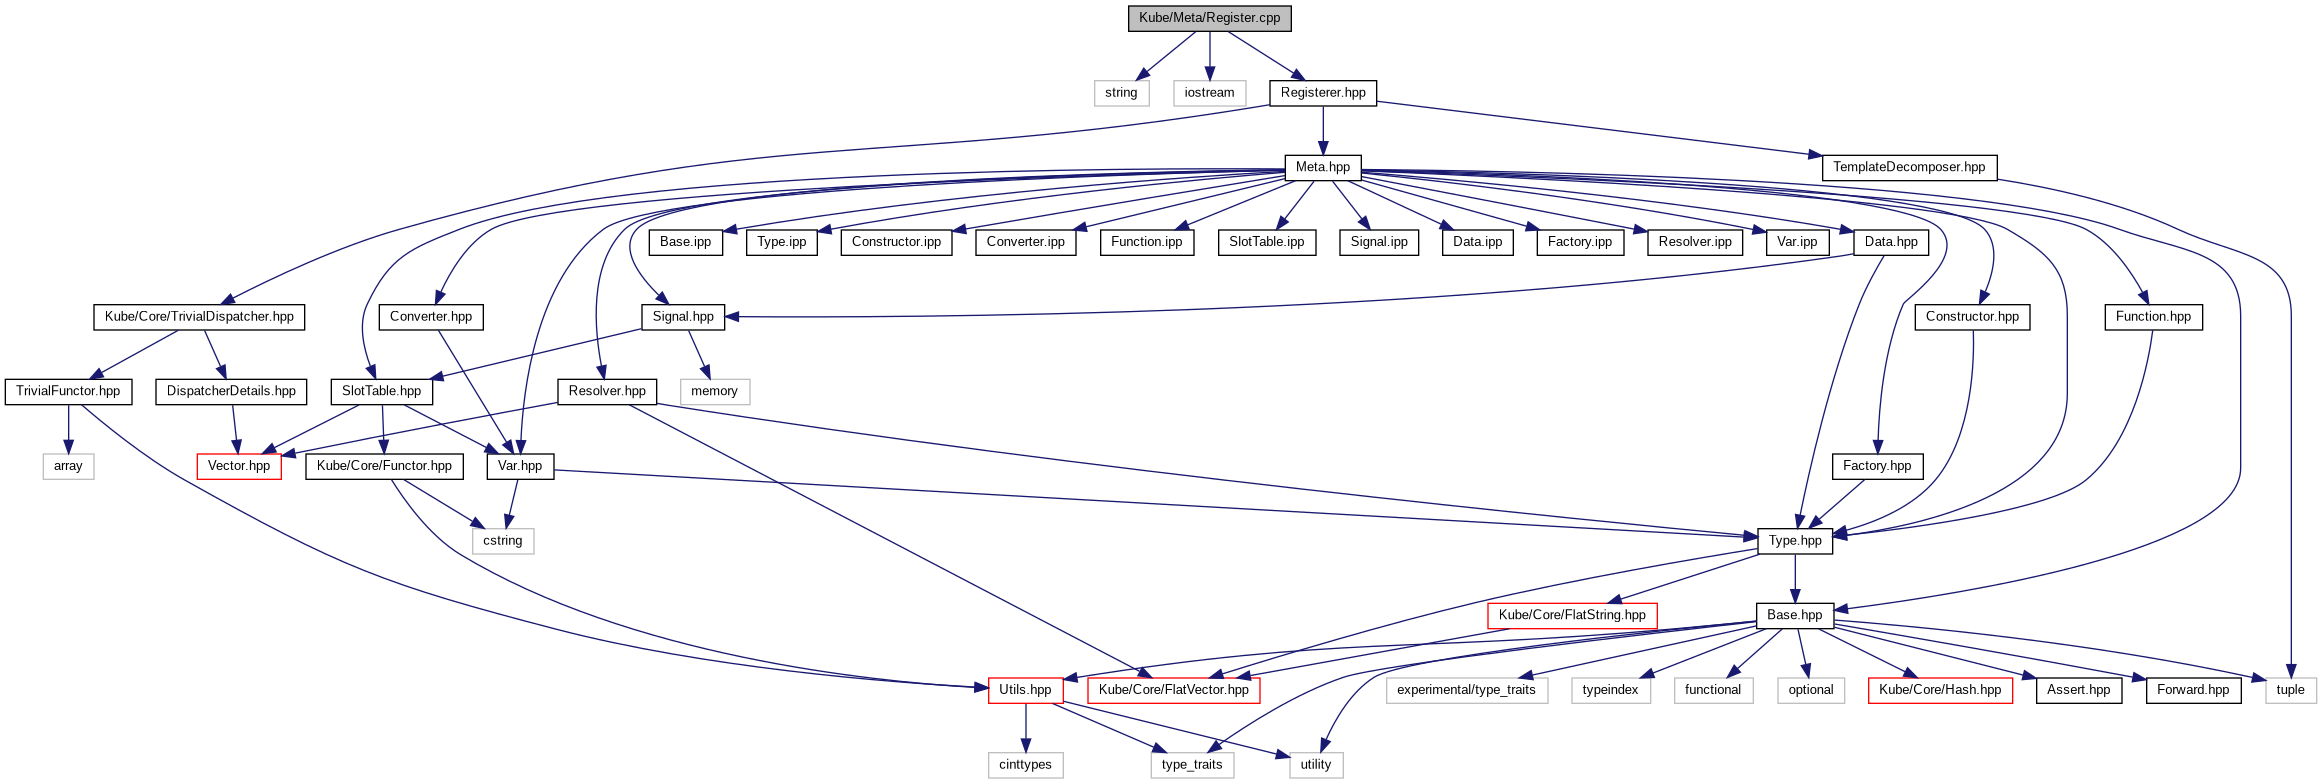 Kube/Meta/Register.cpp
string
iostream
Registerer.hpp
Meta.hpp
TemplateDecomposer.hpp
Base.ipp
Type.ipp
Constructor.ipp
Converter.ipp
Function.ipp
SlotTable.ipp
Signal.ipp
Data.ipp
Factory.ipp
Resolver.ipp
Var.ipp
Data.hpp
Kube/Core/TrivialDispatcher.hpp
Converter.hpp
Signal.hpp
Constructor.hpp
Function.hpp
TrivialFunctor.hpp
DispatcherDetails.hpp
SlotTable.hpp
Resolver.hpp
memory
array
Vector.hpp
Kube/Core/Functor.hpp
Var.hpp
Factory.hpp
cstring
Type.hpp
Kube/Core/FlatString.hpp
Base.hpp
Utils.hpp
Kube/Core/FlatVector.hpp
experimental/type_traits
typeindex
functional
optional
Kube/Core/Hash.hpp
Assert.hpp
Forward.hpp
tuple
cinttypes
type_traits
utility